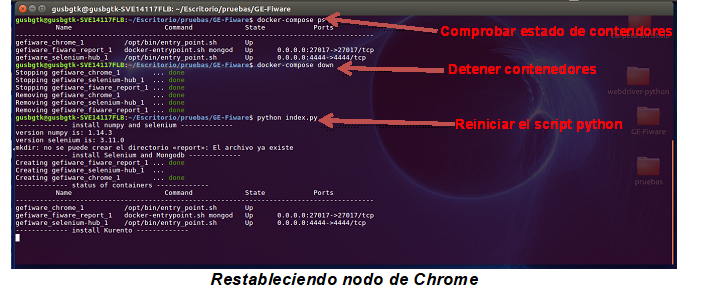 gusbgtk@gusbgtk-SVE14117FLB: ~/Escritorio/pruebas/GE-Fiware
gusbgtk@gusbgtk-SVE14117FLB:~/Escritorio/pruebas/GE-Fiware$ docker-compose ps
Name Command State Ports
gefiware_chrome_1 /opt/bin/entry_point.sh Up
gefiware_fiware_report_1 docker-entrypoint.sh mongod Up 0.0.0.0:27017->27017/tcp
gefiware_selenium-hub_1 /opt/bin/entry_point.sh Up 0.0.0.0:4444->4444/tcp
gusbgtk@gusbgtk-SVE14117FLB:~/Escritorio/pruebas/GE-Fiware$ docker-compose down
Stopping gefiware_chrome_1 ... done
Stopping gefiware_selenium-hub_1 ... done
Stopping gefiware_fiware_report_1 ... done
Removing gefiware_chrome_1 ... done
Removing gefiware_selenium-hub_1 ... done
Removing gefiware_fiware_report_1 ... done
gusbgtk@gusbgtk-SVE14117FLB:~/Escritorio/pruebas/GE-Fiware$ python index.py
------------- install numpy and selenium -------------
version numpy is: 1.14.3
version selenium is: 3.11.0
mkdir: no se puede crear el directorio «report»: El archivo ya existe
------------- install Selenium and Mongodb -------------
Creating gefiware_fiware_report_1 ... done
Creating gefiware_selenium-hub_1 ...
Creating gefiware_chrome_1 ... done
------------- status of containers -------------
Name Command State Ports
gefiware_chrome_1 /opt/bin/entry_point.sh Up
gefiware_fiware_report_1 docker-entrypoint.sh mongod Up 0.0.0.0:27017->27017/tcp
gefiware_selenium-hub_1 /opt/bin/entry_point.sh Up 0.0.0.0:4444->4444/tcp
------------- install Kurento -------------
Comprobar estado de contendores
Detener contenedores
Reiniciar el script python
webdriver-python
GE-Fiware
pruebas
Restableciendo nodo de Chrome